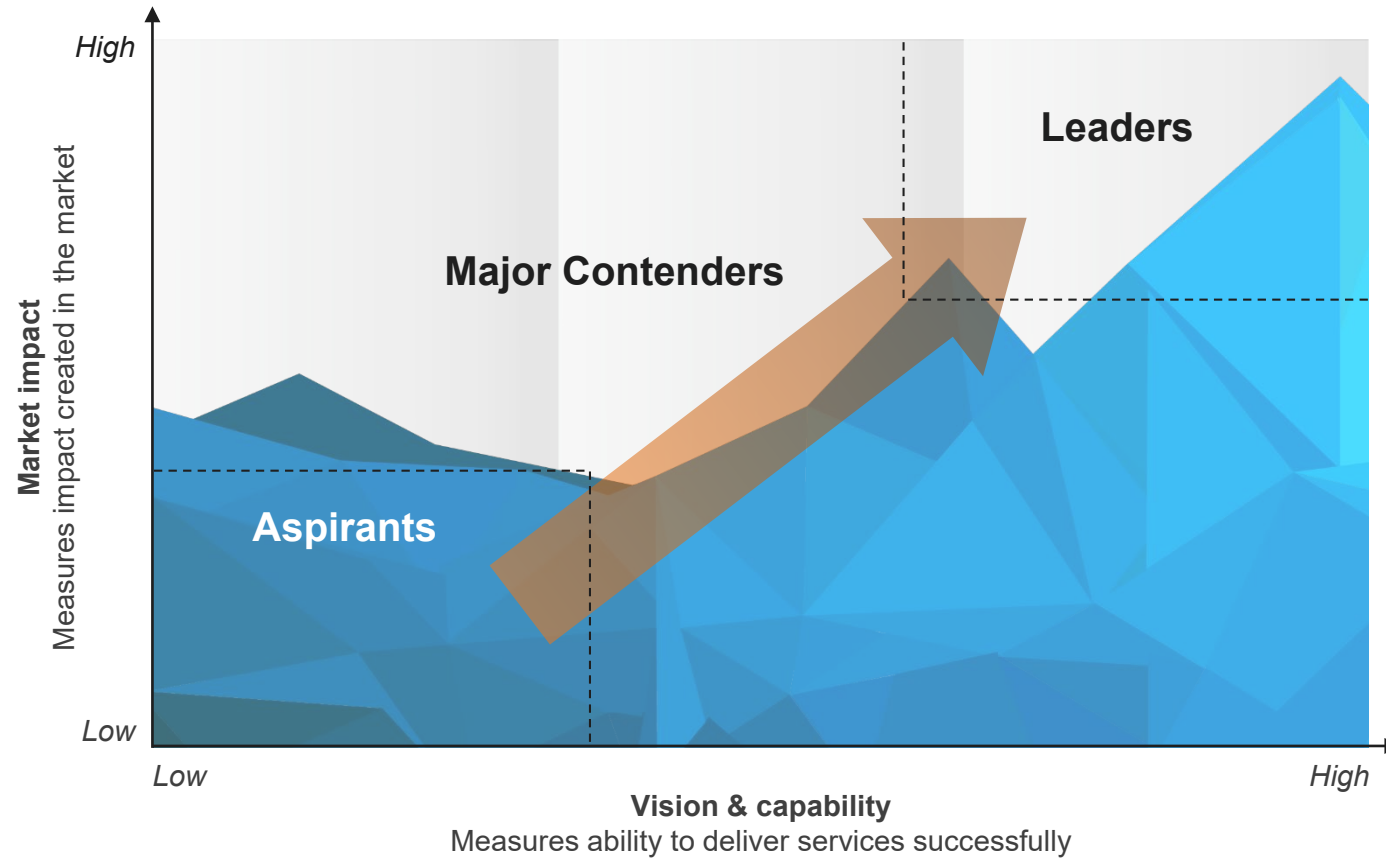 High
Leaders
Major Contenders
Market impact
Measures impact created in the market
Aspirants
Low
Low
High
Vision & capability
Measures ability to deliver services successfully